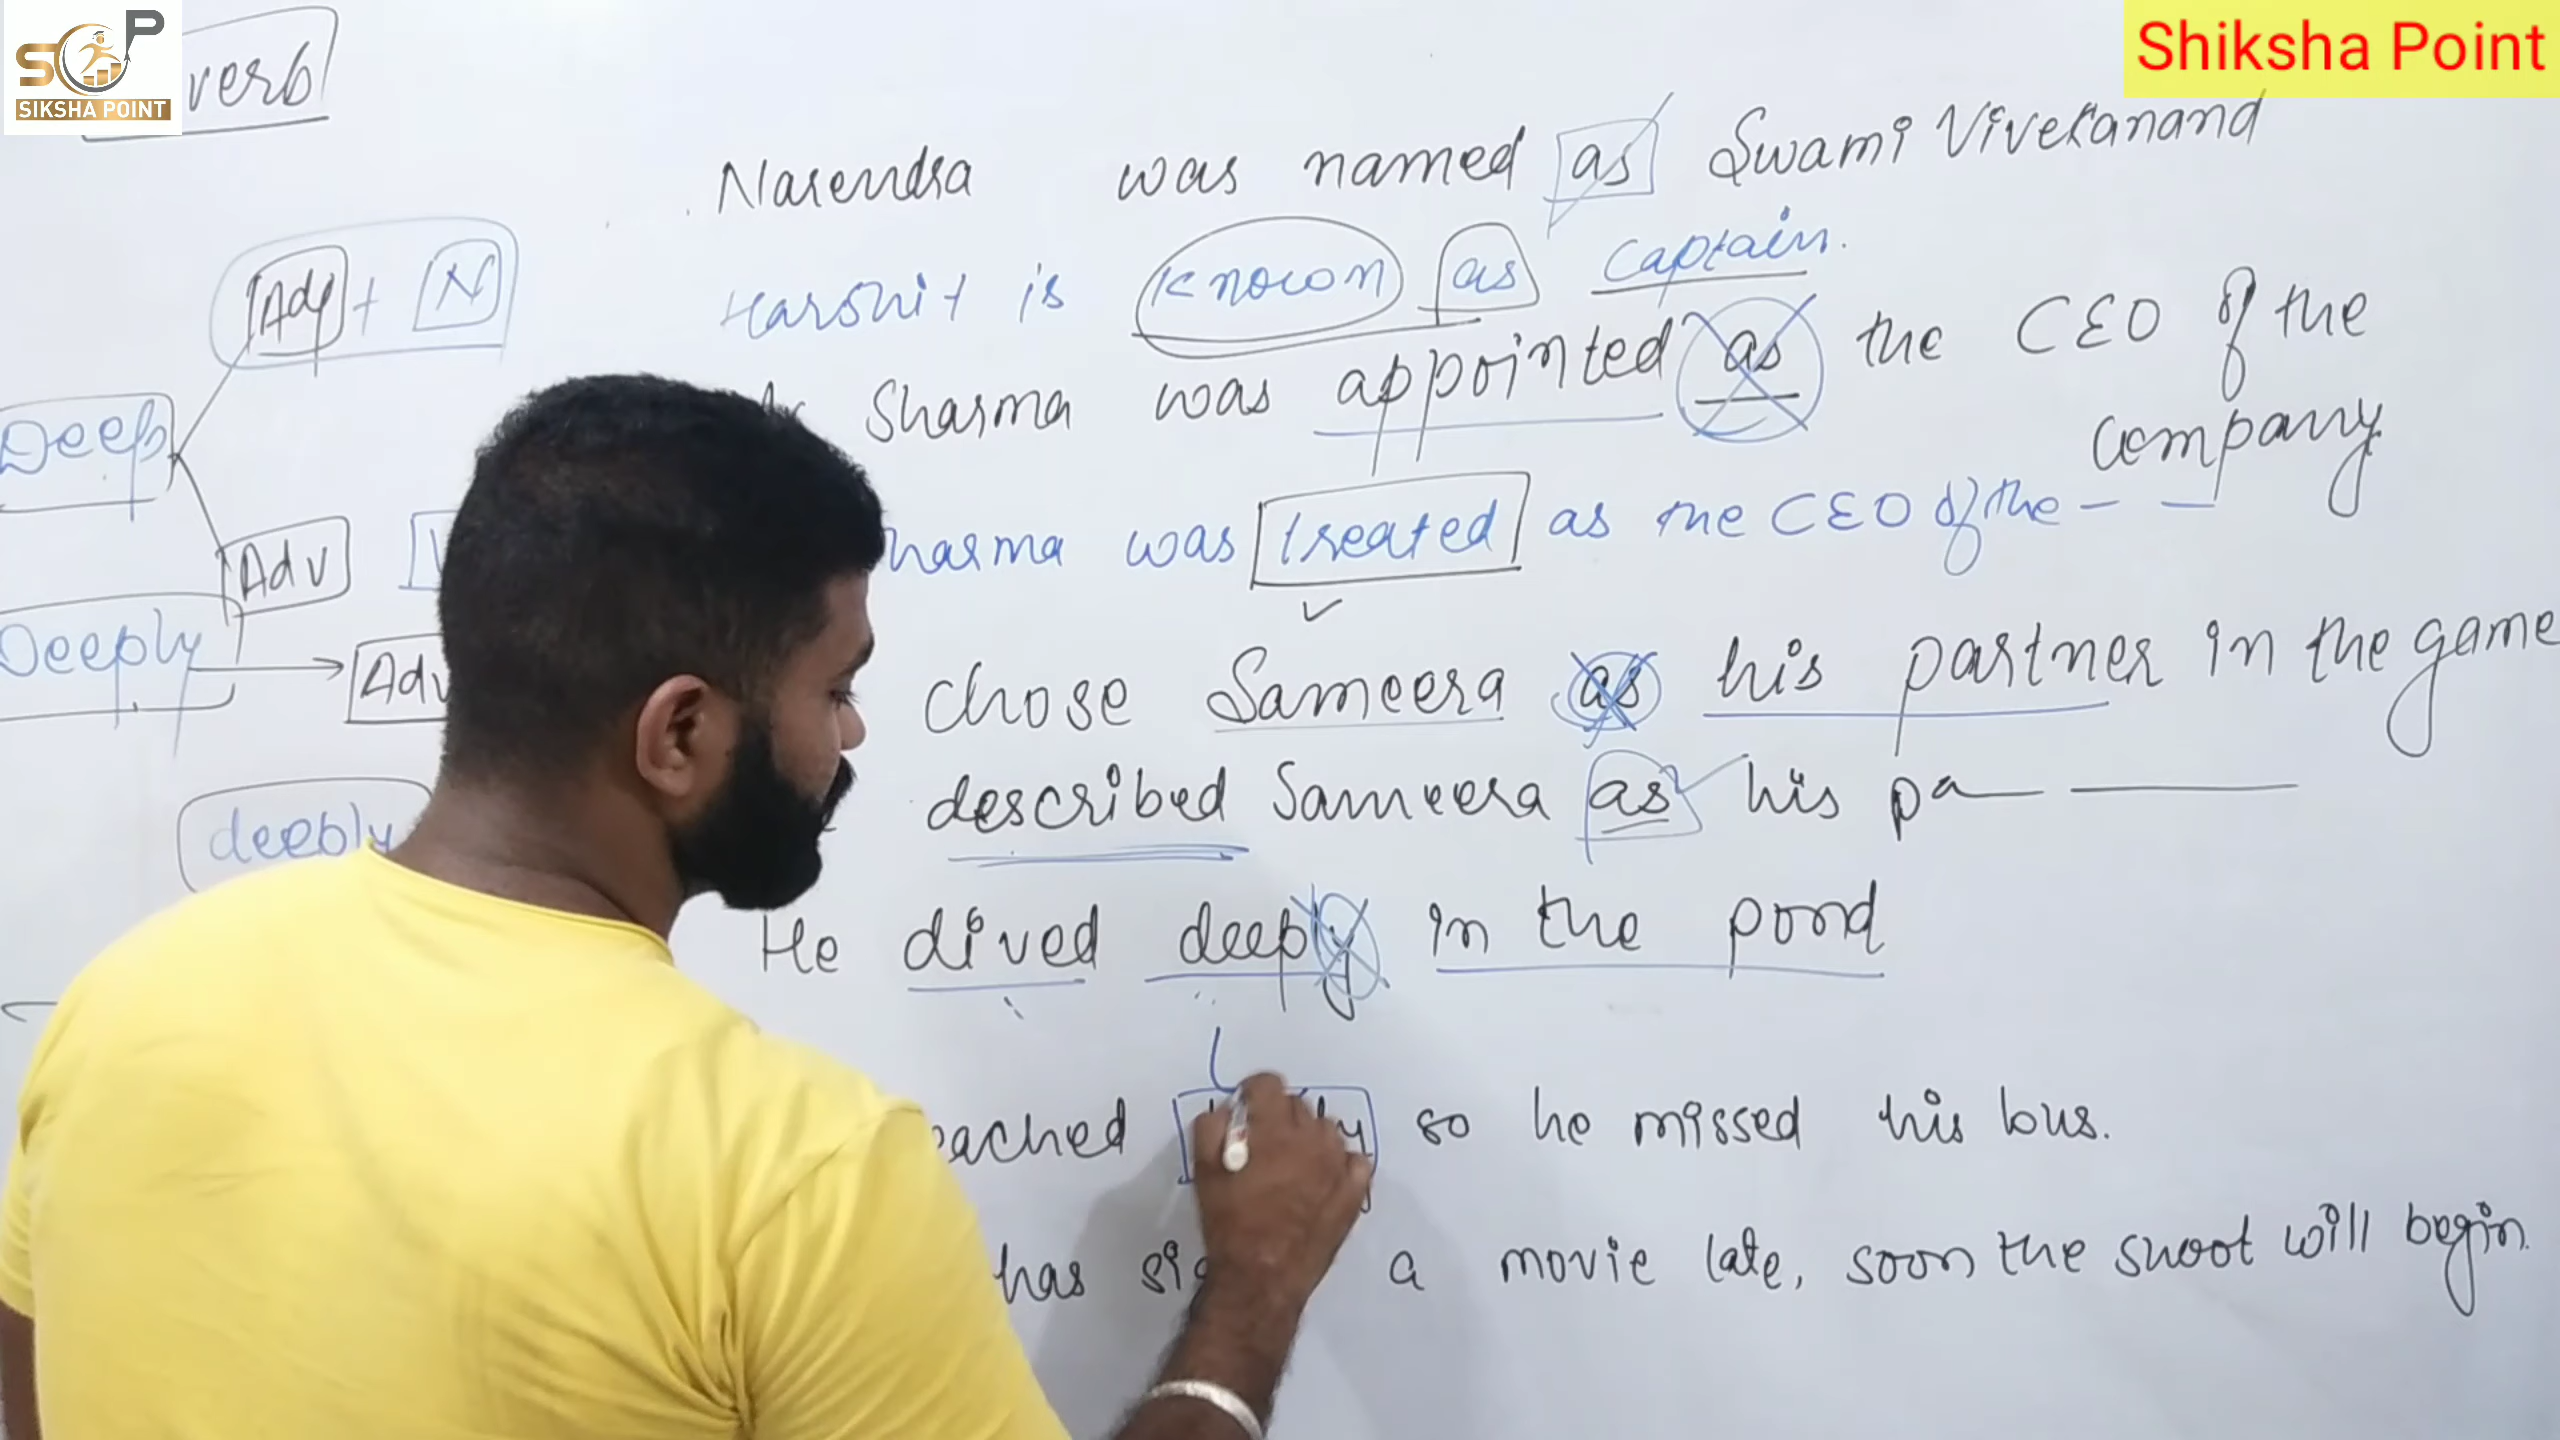 SOP
SIKSHA POINT
Shiksha Point
verb
Narendra was named as Swami Vivekanand
Harshit is known as captain.
Sharma was appointed as the CEO of the
company
was treated as the CEO of the - -
chose Sameera as his partner in the game
described Sameera as his pa
He dived deeply in the pond
so he missed his bus.
has a movie late, soon the shoot will begin.
Adj + N
Deep
Adv
Deeply
Adv
deeply